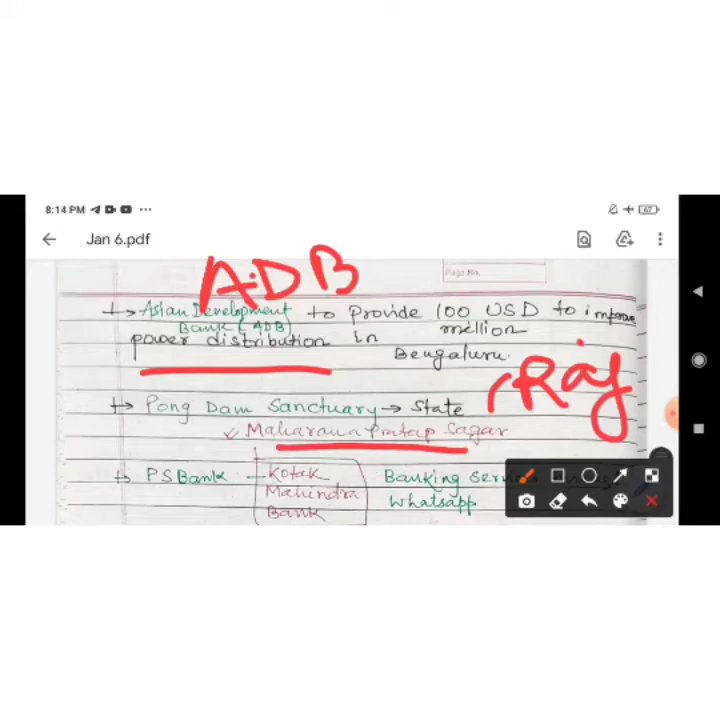 8:14 PM
67
Jan 6.pdf
ADB
Page No.
Asian Development to Provide 100 USD to improve
Bank (ADB) million
power distribution in Bengaluru.
Raj
Pong Dam Sanctuary → State
✓ Maharana Pratap Sagar
PS Bank - Kotak Banking
Mahindra Whatsapp
Bank